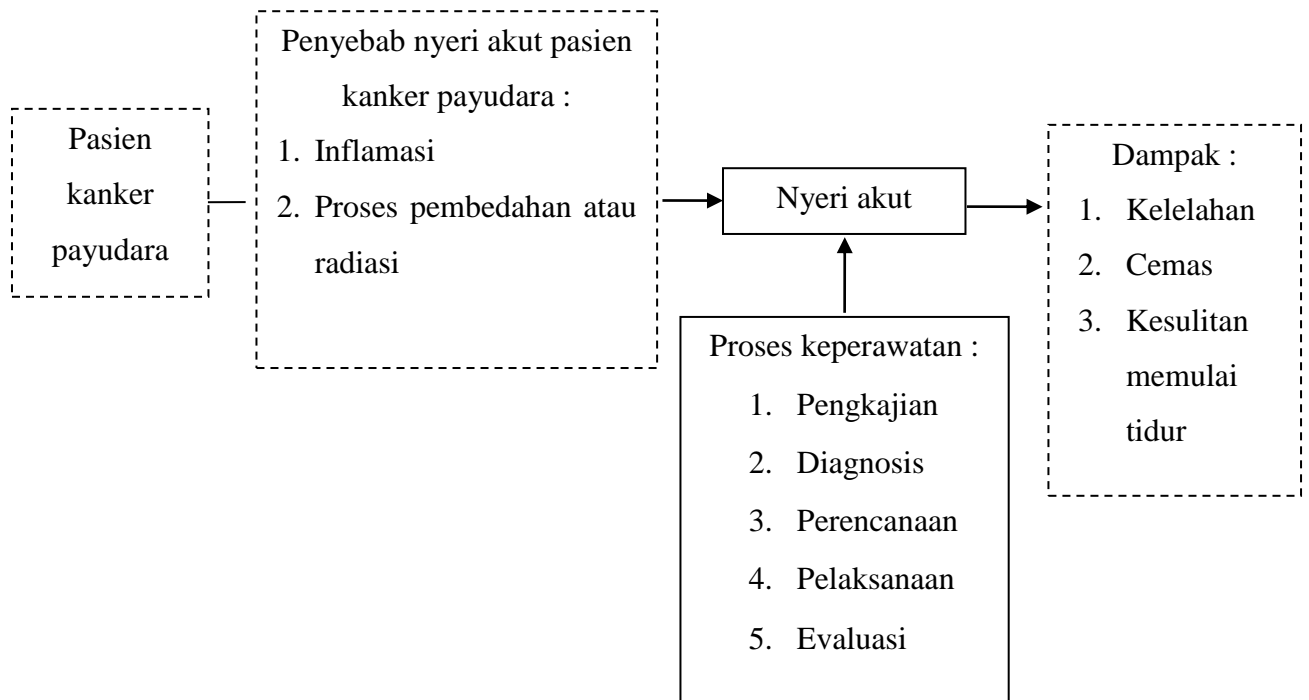 Pasien
kanker
payudara
Penyebab nyeri akut pasien
kanker payudara :
1. Inflamasi
2. Proses pembedahan atau
radiasi
Nyeri akut
Proses keperawatan :
1. Pengkajian
2. Diagnosis
3. Perencanaan
4. Pelaksanaan
5. Evaluasi
Dampak :
1. Kelelahan
2. Cemas
3. Kesulitan
memulai
tidur